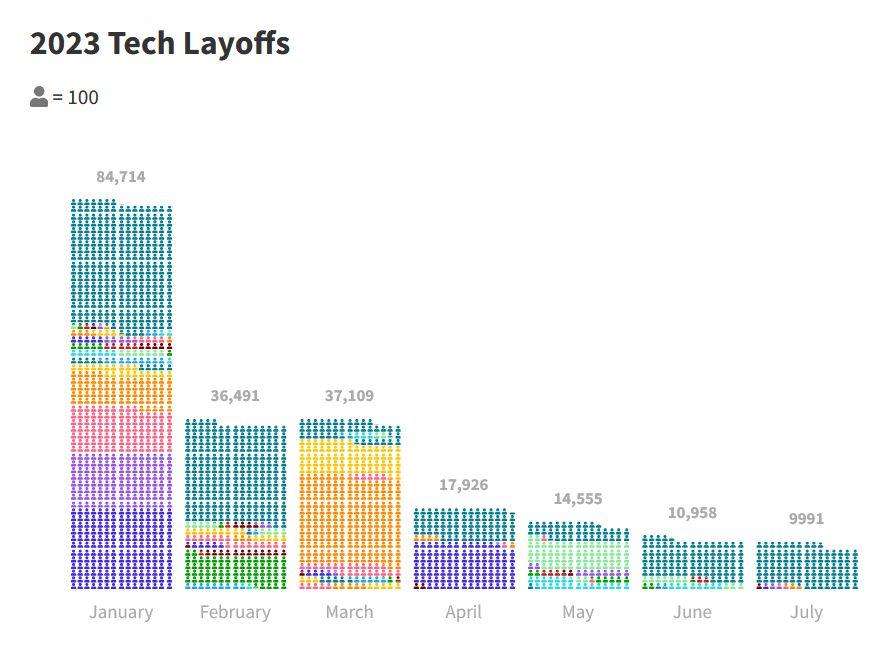 2023 Tech Layoffs
= 100
84,714
36,491
37,109
17,926
14,555
10,958
9991
January
February
March
April
May
June
July